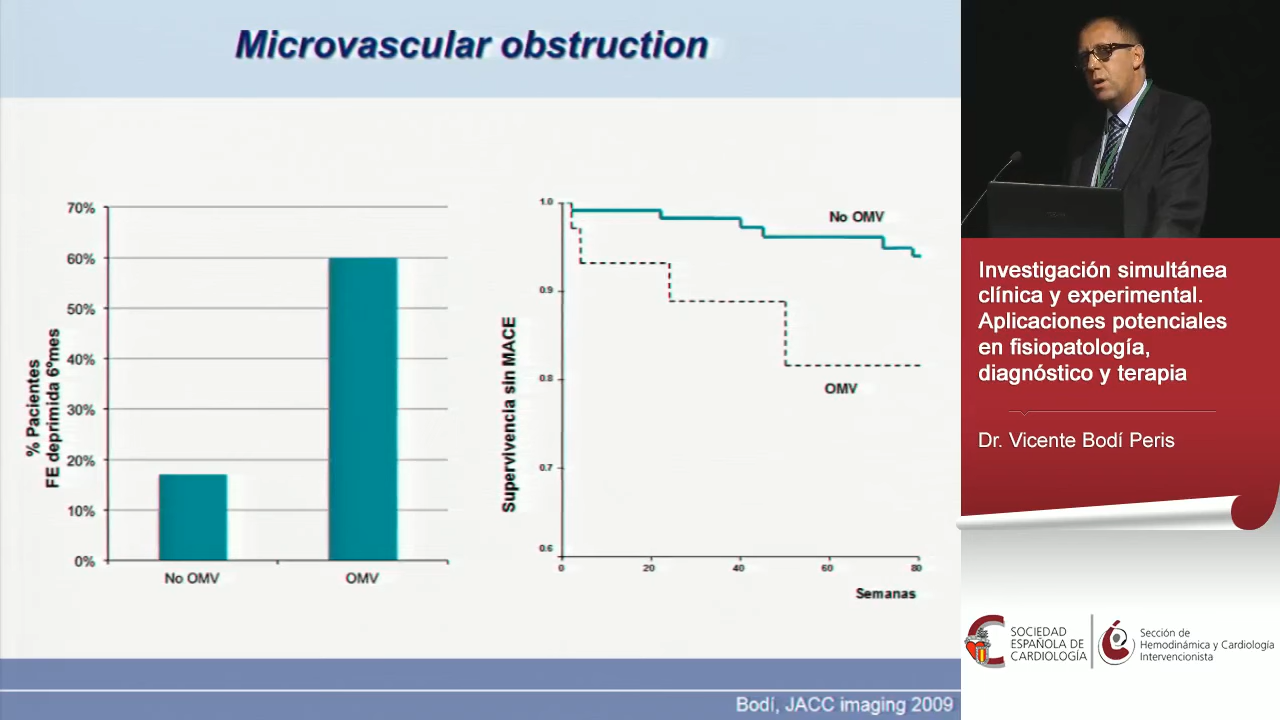 Microvascular obstruction
% Pacientes
FE deprimida 6ºmes
70%
60%
50%
40%
30%
20%
10%
0%
No OMV
OMV
Supervivencia sin MACE
1.0
0.9
0.8
0.7
0.6
No OMV
OMV
0
20
40
60
80
Semanas
Bodí, JACC imaging 2009
Investigación simultánea
clínica y experimental.
Aplicaciones potenciales
en fisiopatología,
diagnóstico y terapia
Dr. Vicente Bodí Peris
SOCIEDAD
ESPAÑOLA DE
CARDIOLOGÍA
Sección de
Hemodinámica y Cardiología
Intervencionista